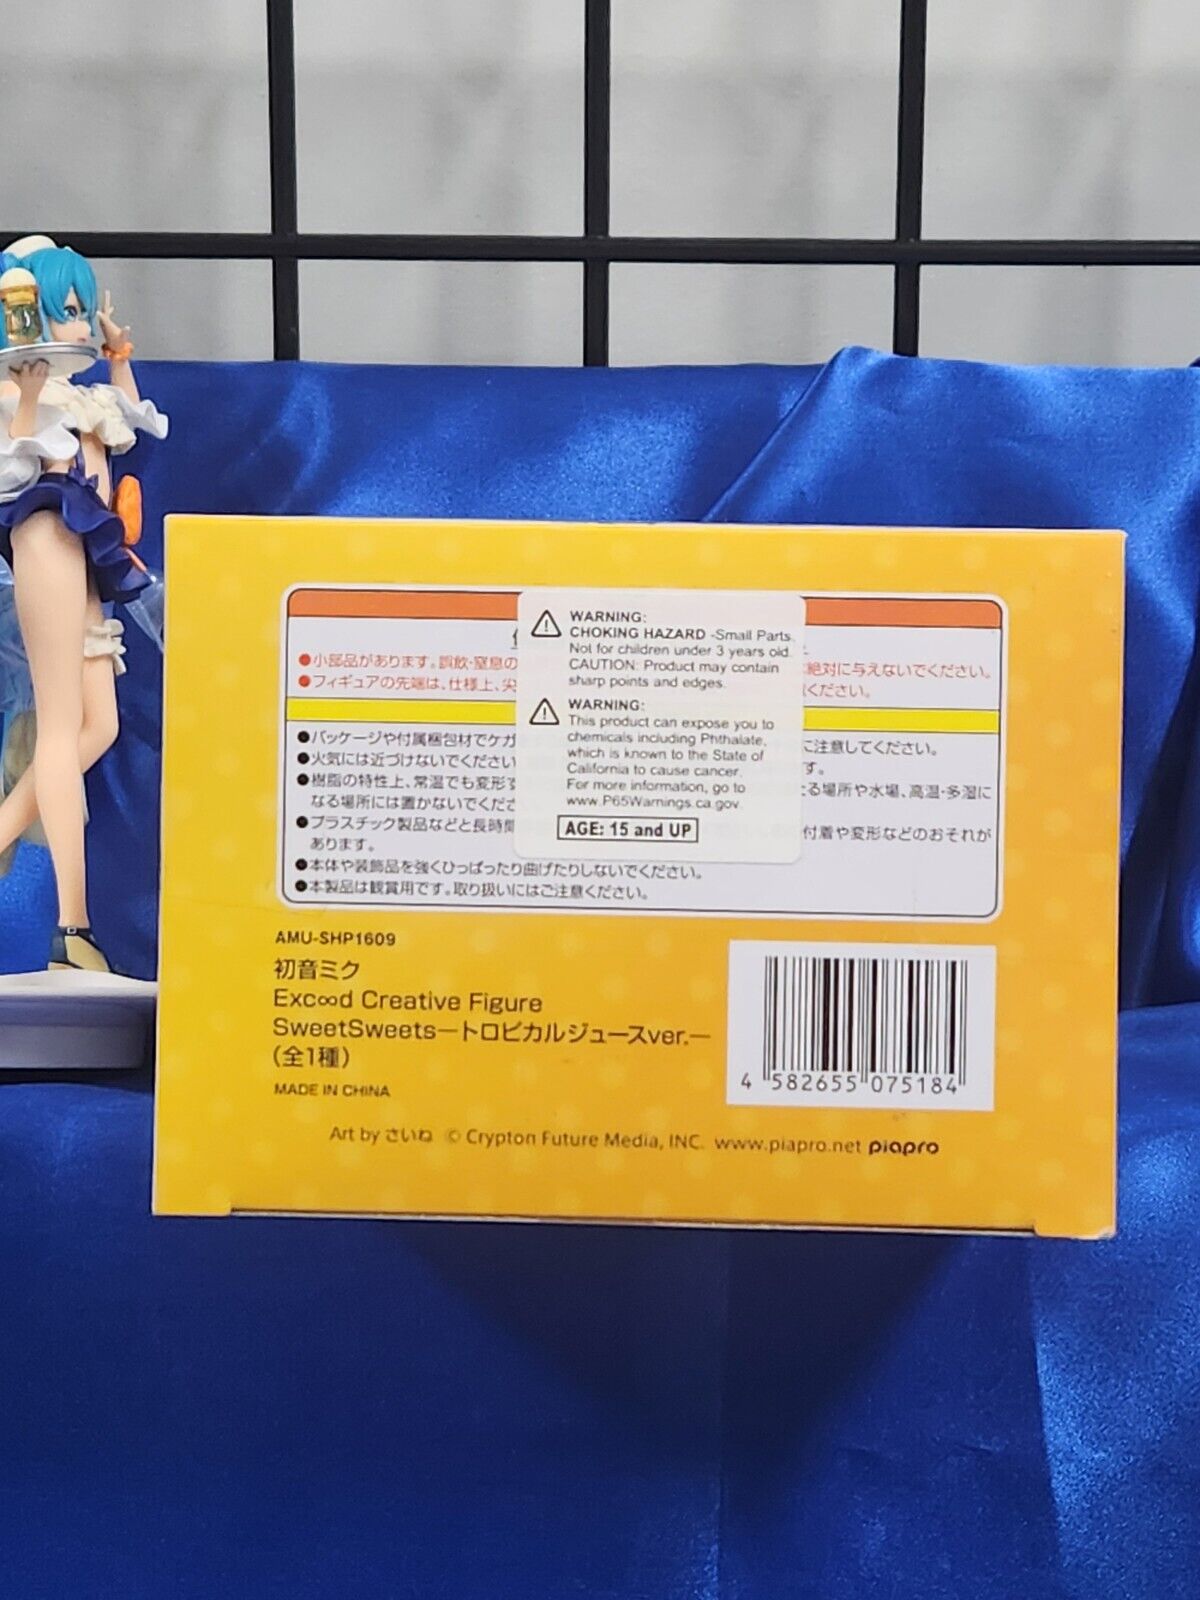 WARNING:
CHOKING HAZARD -Small Parts.
Not for children under 3 years old.
CAUTION: Product may contain
sharp points and edges.
WARNING:
This product can expose you to
chemicals including Phthalate,
which is known to the State of
California to cause cancer.
For more information, go to
www.P65Warnings.ca.gov
AGE: 15 and UP
●小部品があります。誤飲・窒息の 絶対に与えないでください。
●フィギュアの先端は、仕様上、尖 ください。
●パッケージや付属梱包材でケガ に注意してください。
●火気には近づけないでください す。
●樹脂の特性上、常温でも変形す る場所や水場、高温・多湿に
なる場所には置かないでくださ
●プラスチック製品などと長時間 付着や変形などのおそれが
あります。
●本体や装飾品を強くひっぱったり曲げたりしないでください。
●本製品は観賞用です。取り扱いにはご注意ください。
AMU-SHP1609
初音ミク
Exc∞d Creative Figure
SweetSweets―トロピカルジュースver.―
(全1種)
MADE IN CHINA
4 582655 075184
Art by さいね © Crypton Future Media, INC. www.piapro.net piapro